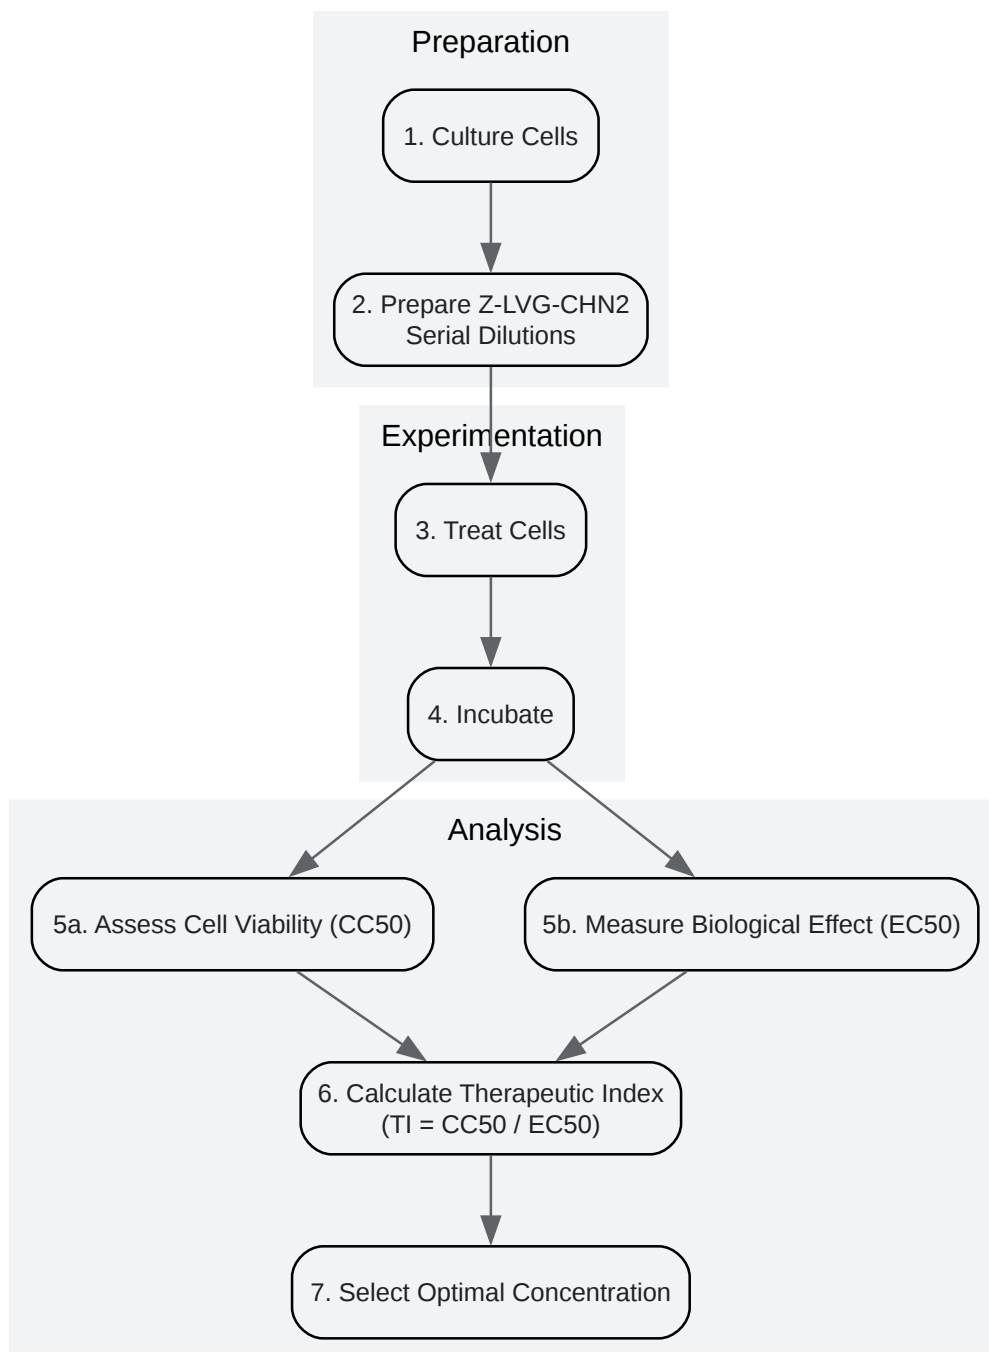 Preparation
1. Culture Cells
2. Prepare Z-LVG-CHN2
Serial Dilutions
Experimentation
3. Treat Cells
4. Incubate
Analysis
5a. Assess Cell Viability (CC50)
5b. Measure Biological Effect (EC50)
6. Calculate Therapeutic Index
(TI = CC50 / EC50)
7. Select Optimal Concentration